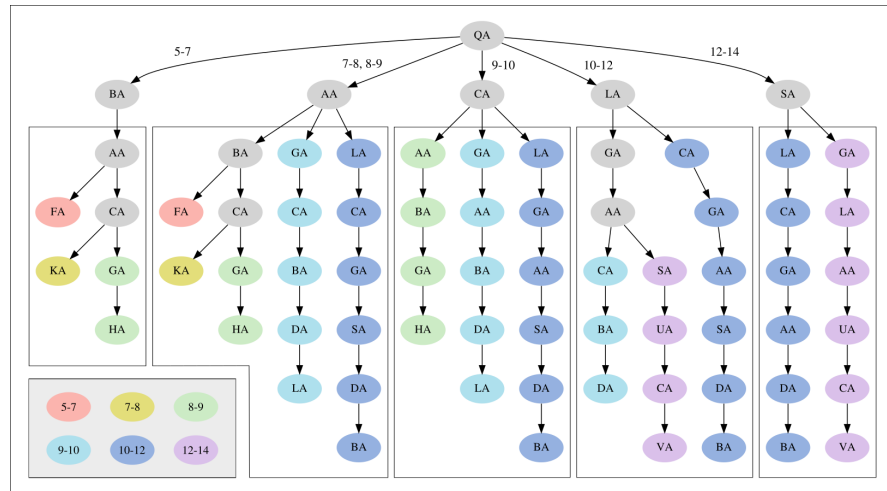 QA
5-7
7-8, 8-9
9-10
10-12
12-14
BA
AA
CA
LA
SA
AA
BA
GA
LA
AA
GA
LA
GA
CA
LA
GA
FA
CA
FA
CA
CA
CA
BA
AA
GA
AA
GA
CA
LA
KA
GA
KA
GA
BA
GA
GA
BA
AA
CA
SA
AA
GA
AA
HA
HA
DA
SA
HA
DA
SA
BA
UA
SA
AA
UA
LA
DA
LA
DA
DA
CA
DA
DA
CA
BA
BA
VA
BA
BA
VA
5-7
7-8
8-9
9-10
10-12
12-14